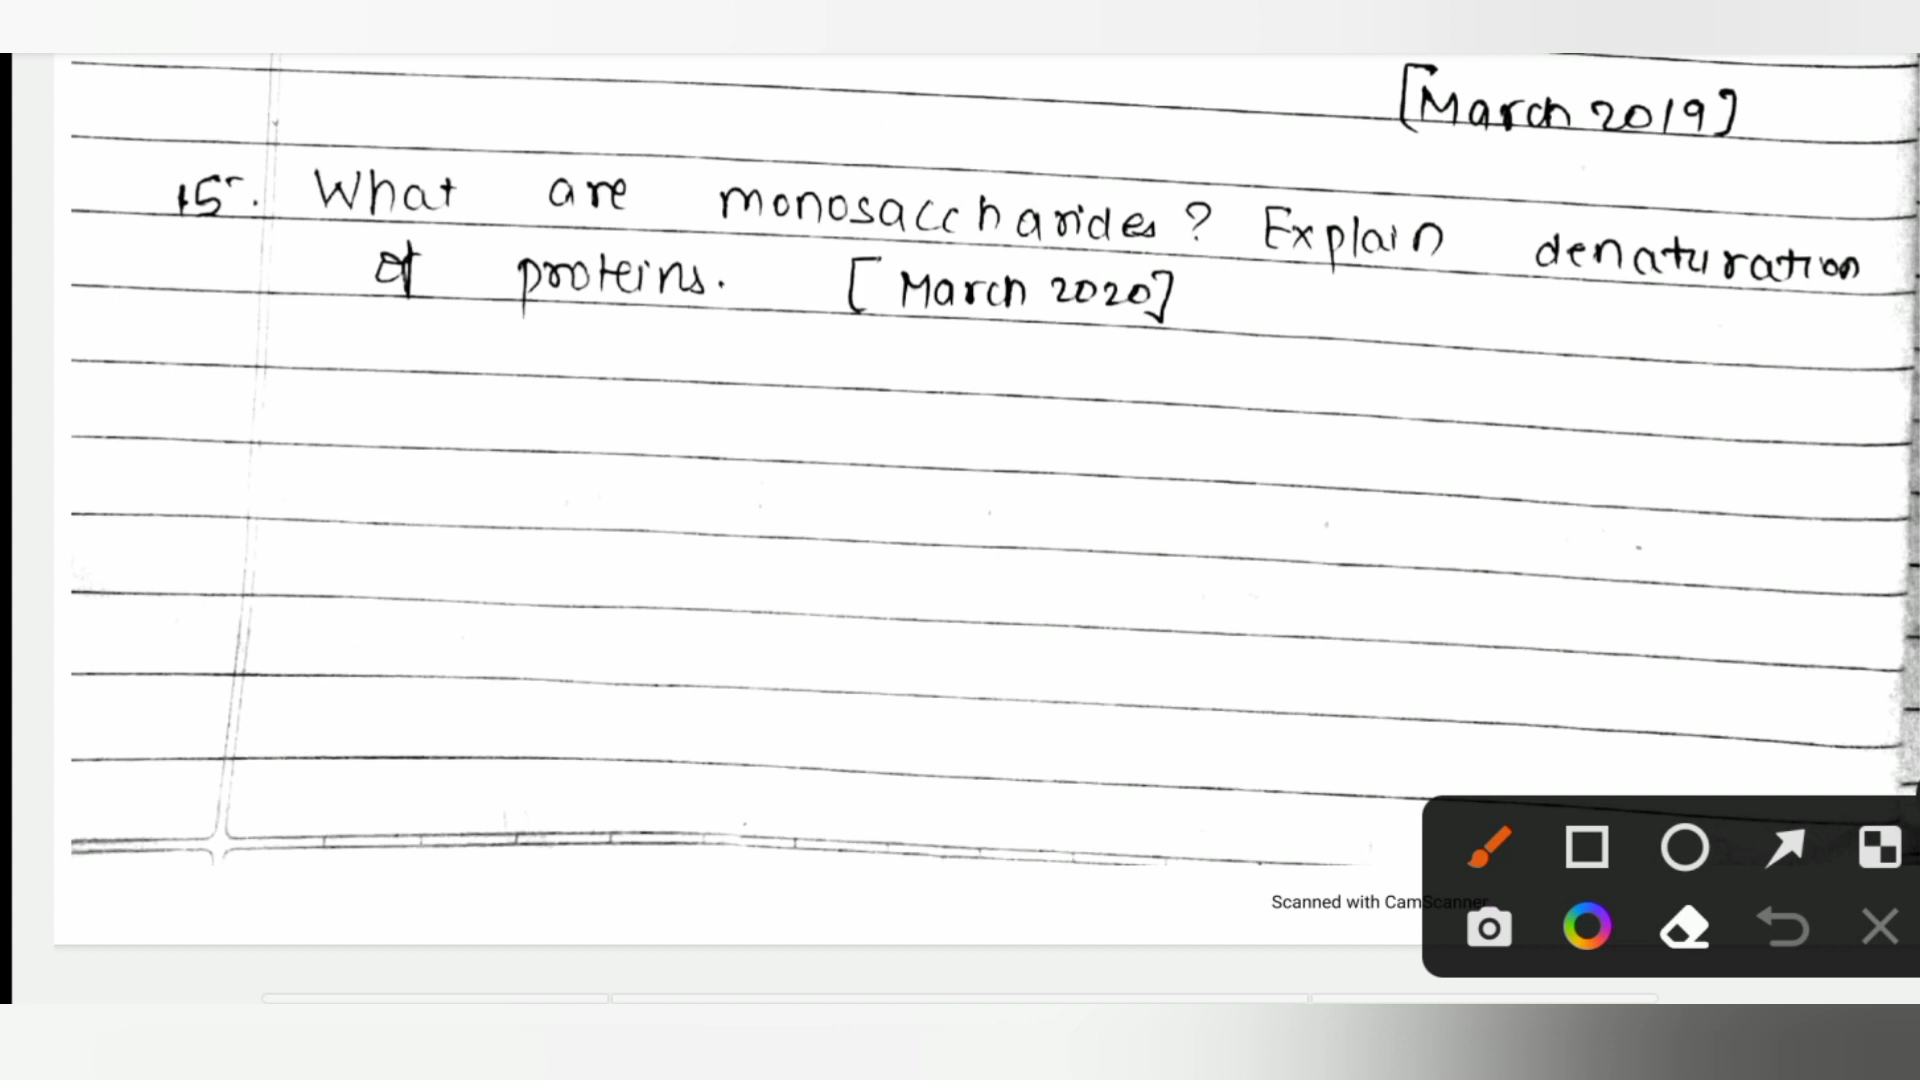 [March 2019]
15. What are monosaccharides? Explain denaturation
of proteins. [March 2020]
Scanned with CamScanner